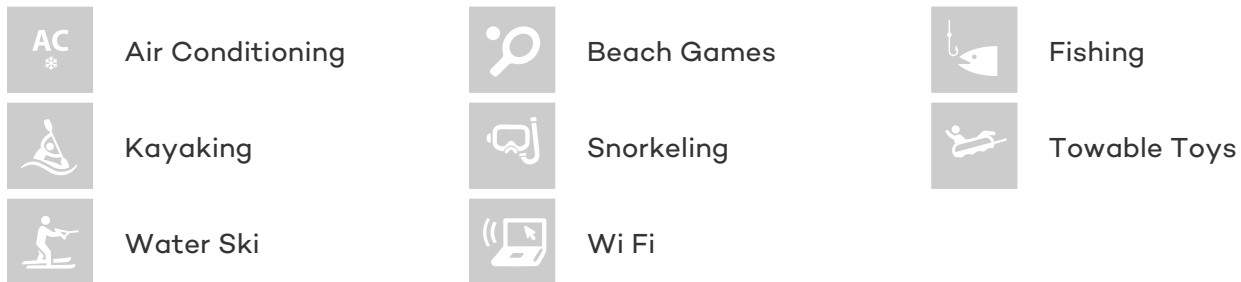 AC
Air Conditioning
Beach Games
Fishing
Kayaking
Snorkeling
Towable Toys
Water Ski
Wi Fi